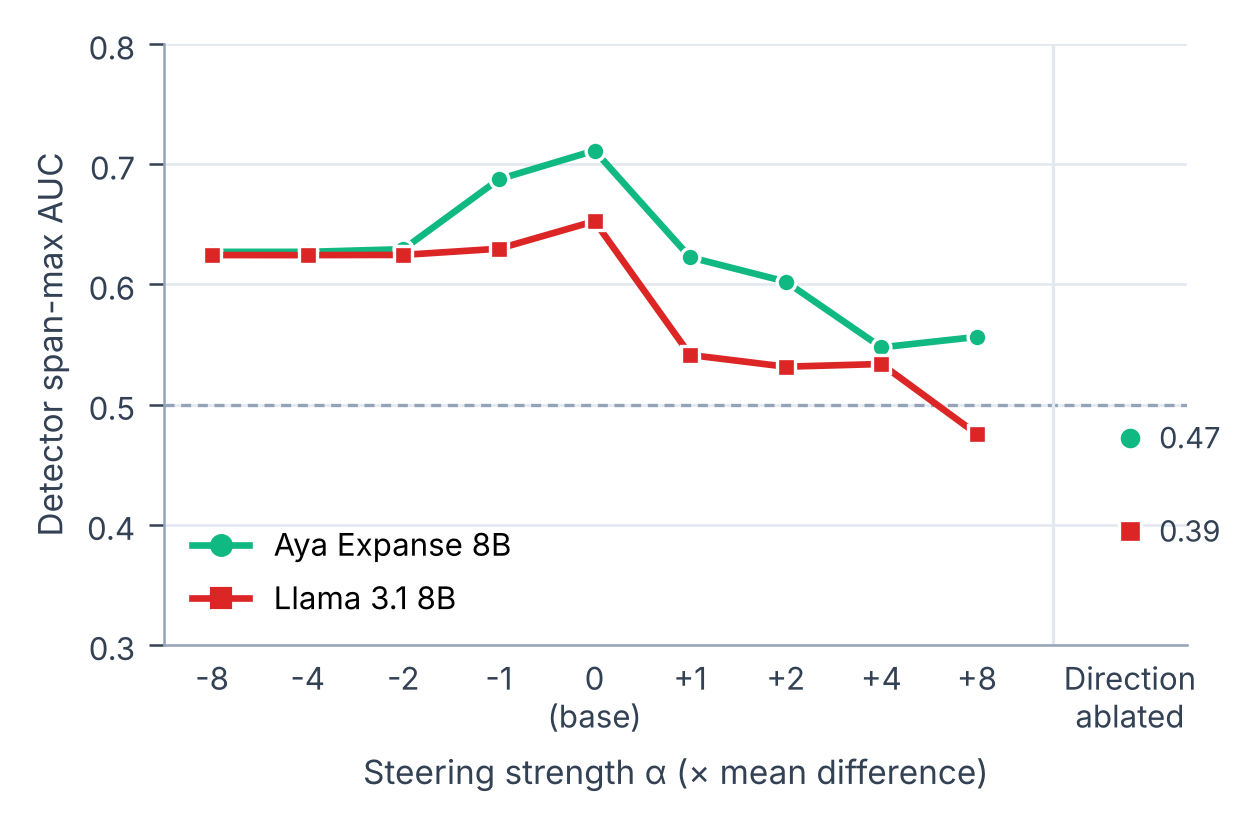 Detector span-max AUC
0.8
0.7
0.6
0.5
0.4
0.3
0.47
0.39
Aya Expanse 8B
Llama 3.1 8B
-8 -4 -2 -1 0 +1 +2 +4 +8 Direction
(base) ablated
Steering strength α (× mean difference)